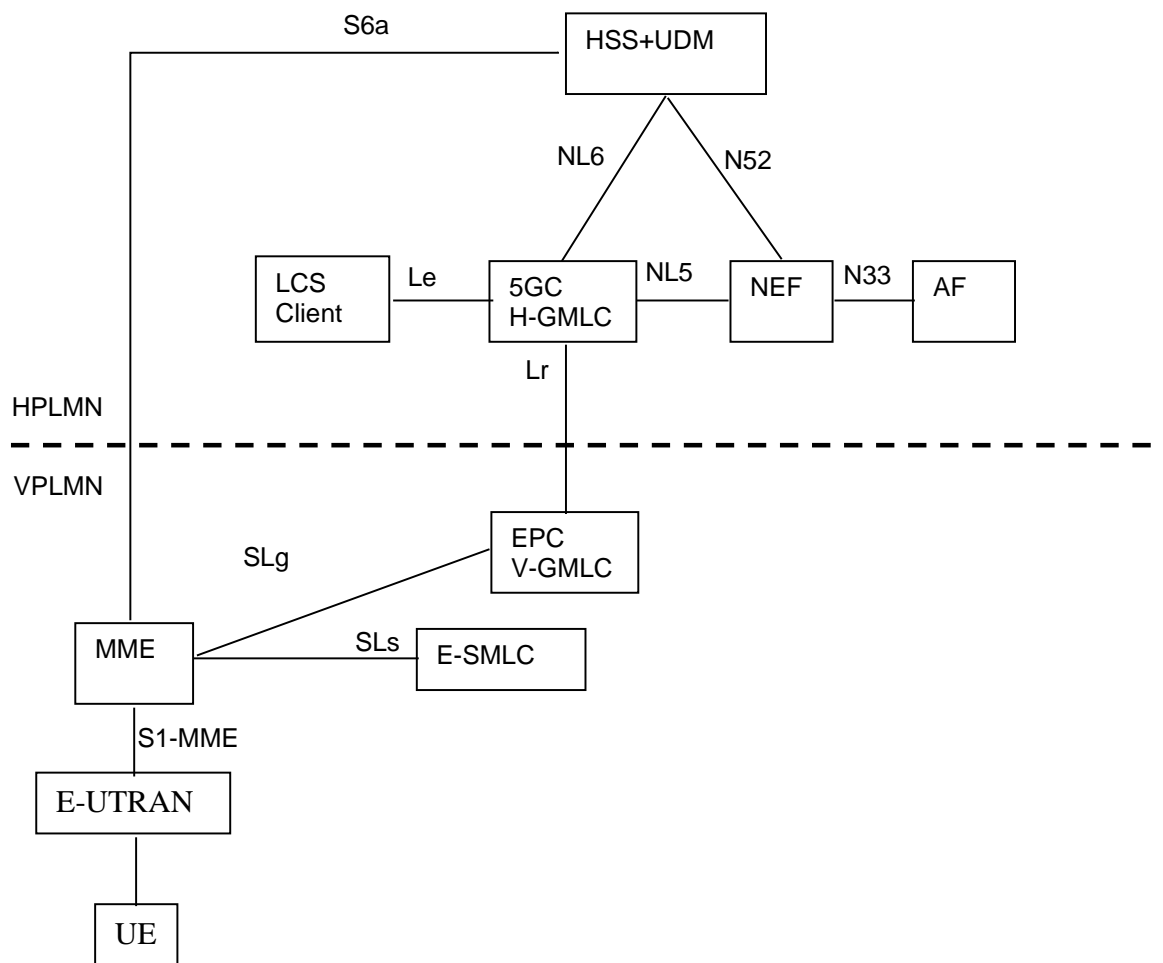 S6a
HSS+UDM
NL6
N52
LCS
Client
Le
5GC
H-GMLC
NL5
NEF
N33
AF
Lr
HPLMN
VPLMN
EPC
V-GMLC
SLg
MME
SLs
E-SMLC
S1-MME
E-UTRAN
UE